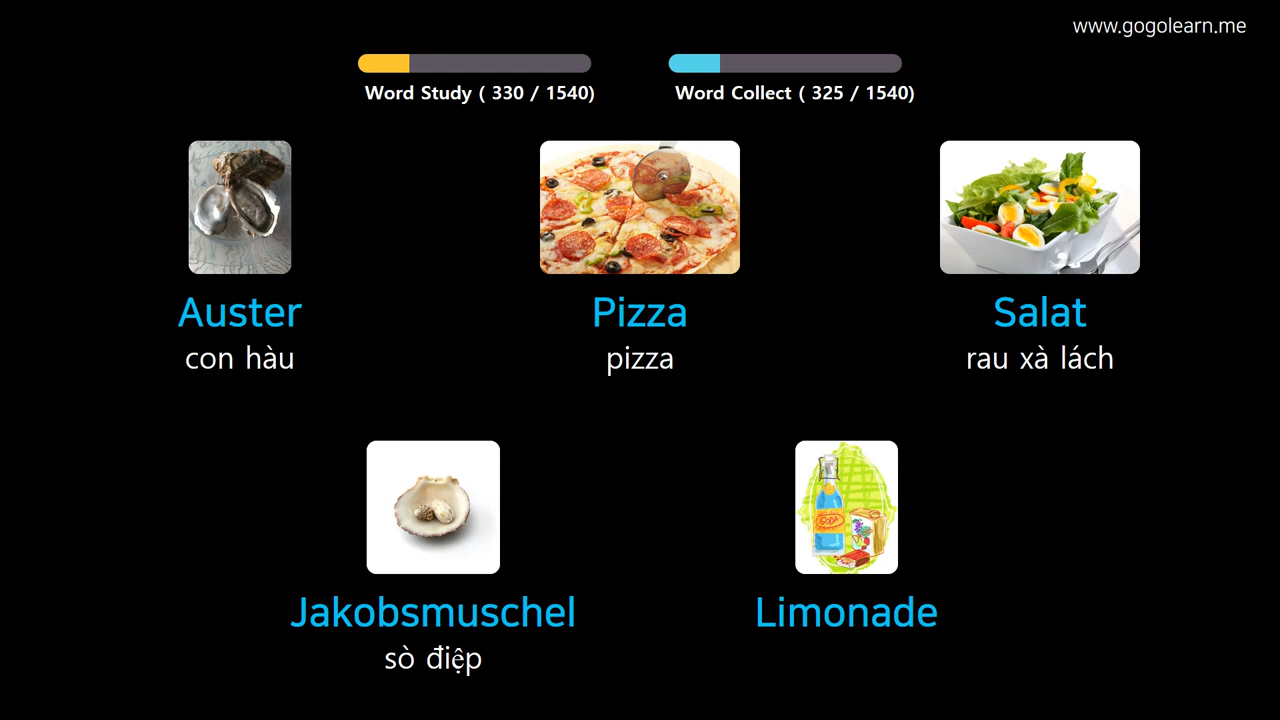 www.gogolearn.me
Word Study ( 330 / 1540)
Word Collect ( 325 / 1540)
Auster
con hàu
Pizza
pizza
Salat
rau xà lách
SODA
Jakobsmuschel
sò điệp
Limonade